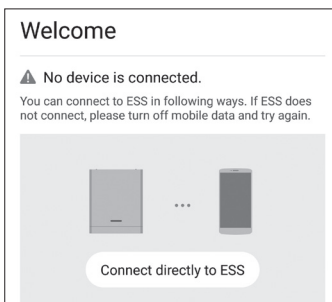 Welcome
No device is connected.
You can connect to ESS in following ways. If ESS does
not connect, please turn off mobile data and try again.
Connect directly to ESS